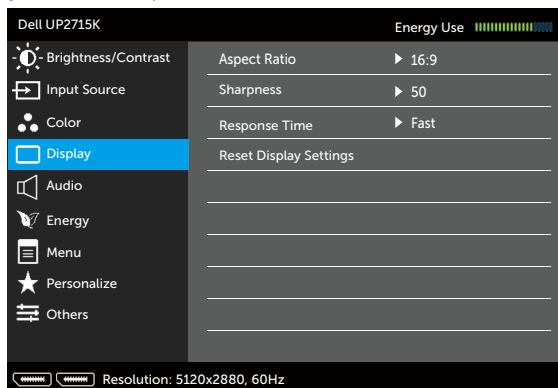 Dell UP2715K
Energy Use
Brightness/Contrast
Aspect Ratio
16:9
Input Source
Sharpness
50
Color
Response Time
Fast
Display
Reset Display Settings
Audio
Energy
Menu
Personalize
Others
Resolution: 5120x2880, 60Hz